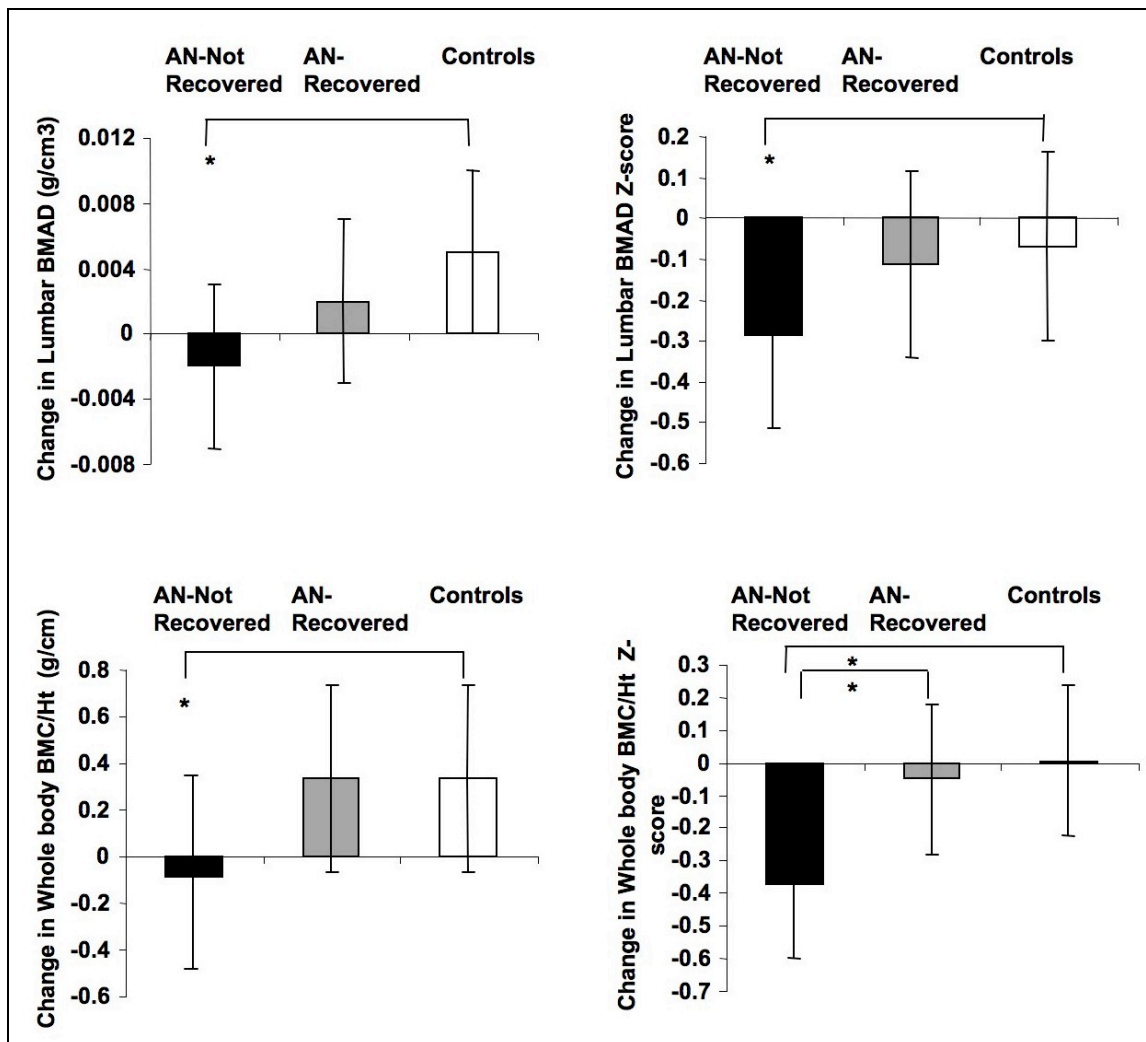 AN-Not
Recovered
AN-
Recovered
Controls
Change in Lumbar BMAD (g/cm3)
0.012
0.008
0.004
0
-0.004
-0.008
*
AN-Not
Recovered
AN-
Recovered
Controls
Change in Lumbar BMAD Z-score
0.2
0.1
0
-0.1
-0.2
-0.3
-0.4
-0.5
-0.6
*
AN-Not
Recovered
AN-
Recovered
Controls
Change in Whole body BMC/Ht (g/cm)
0.8
0.6
0.4
0.2
0
-0.2
-0.4
-0.6
*
AN-Not
Recovered
AN-
Recovered
Controls
Change in Whole body BMC/Ht Z-
score
0.3
0.2
0.1
0
-0.1
-0.2
-0.3
-0.4
-0.5
-0.6
-0.7
*
*